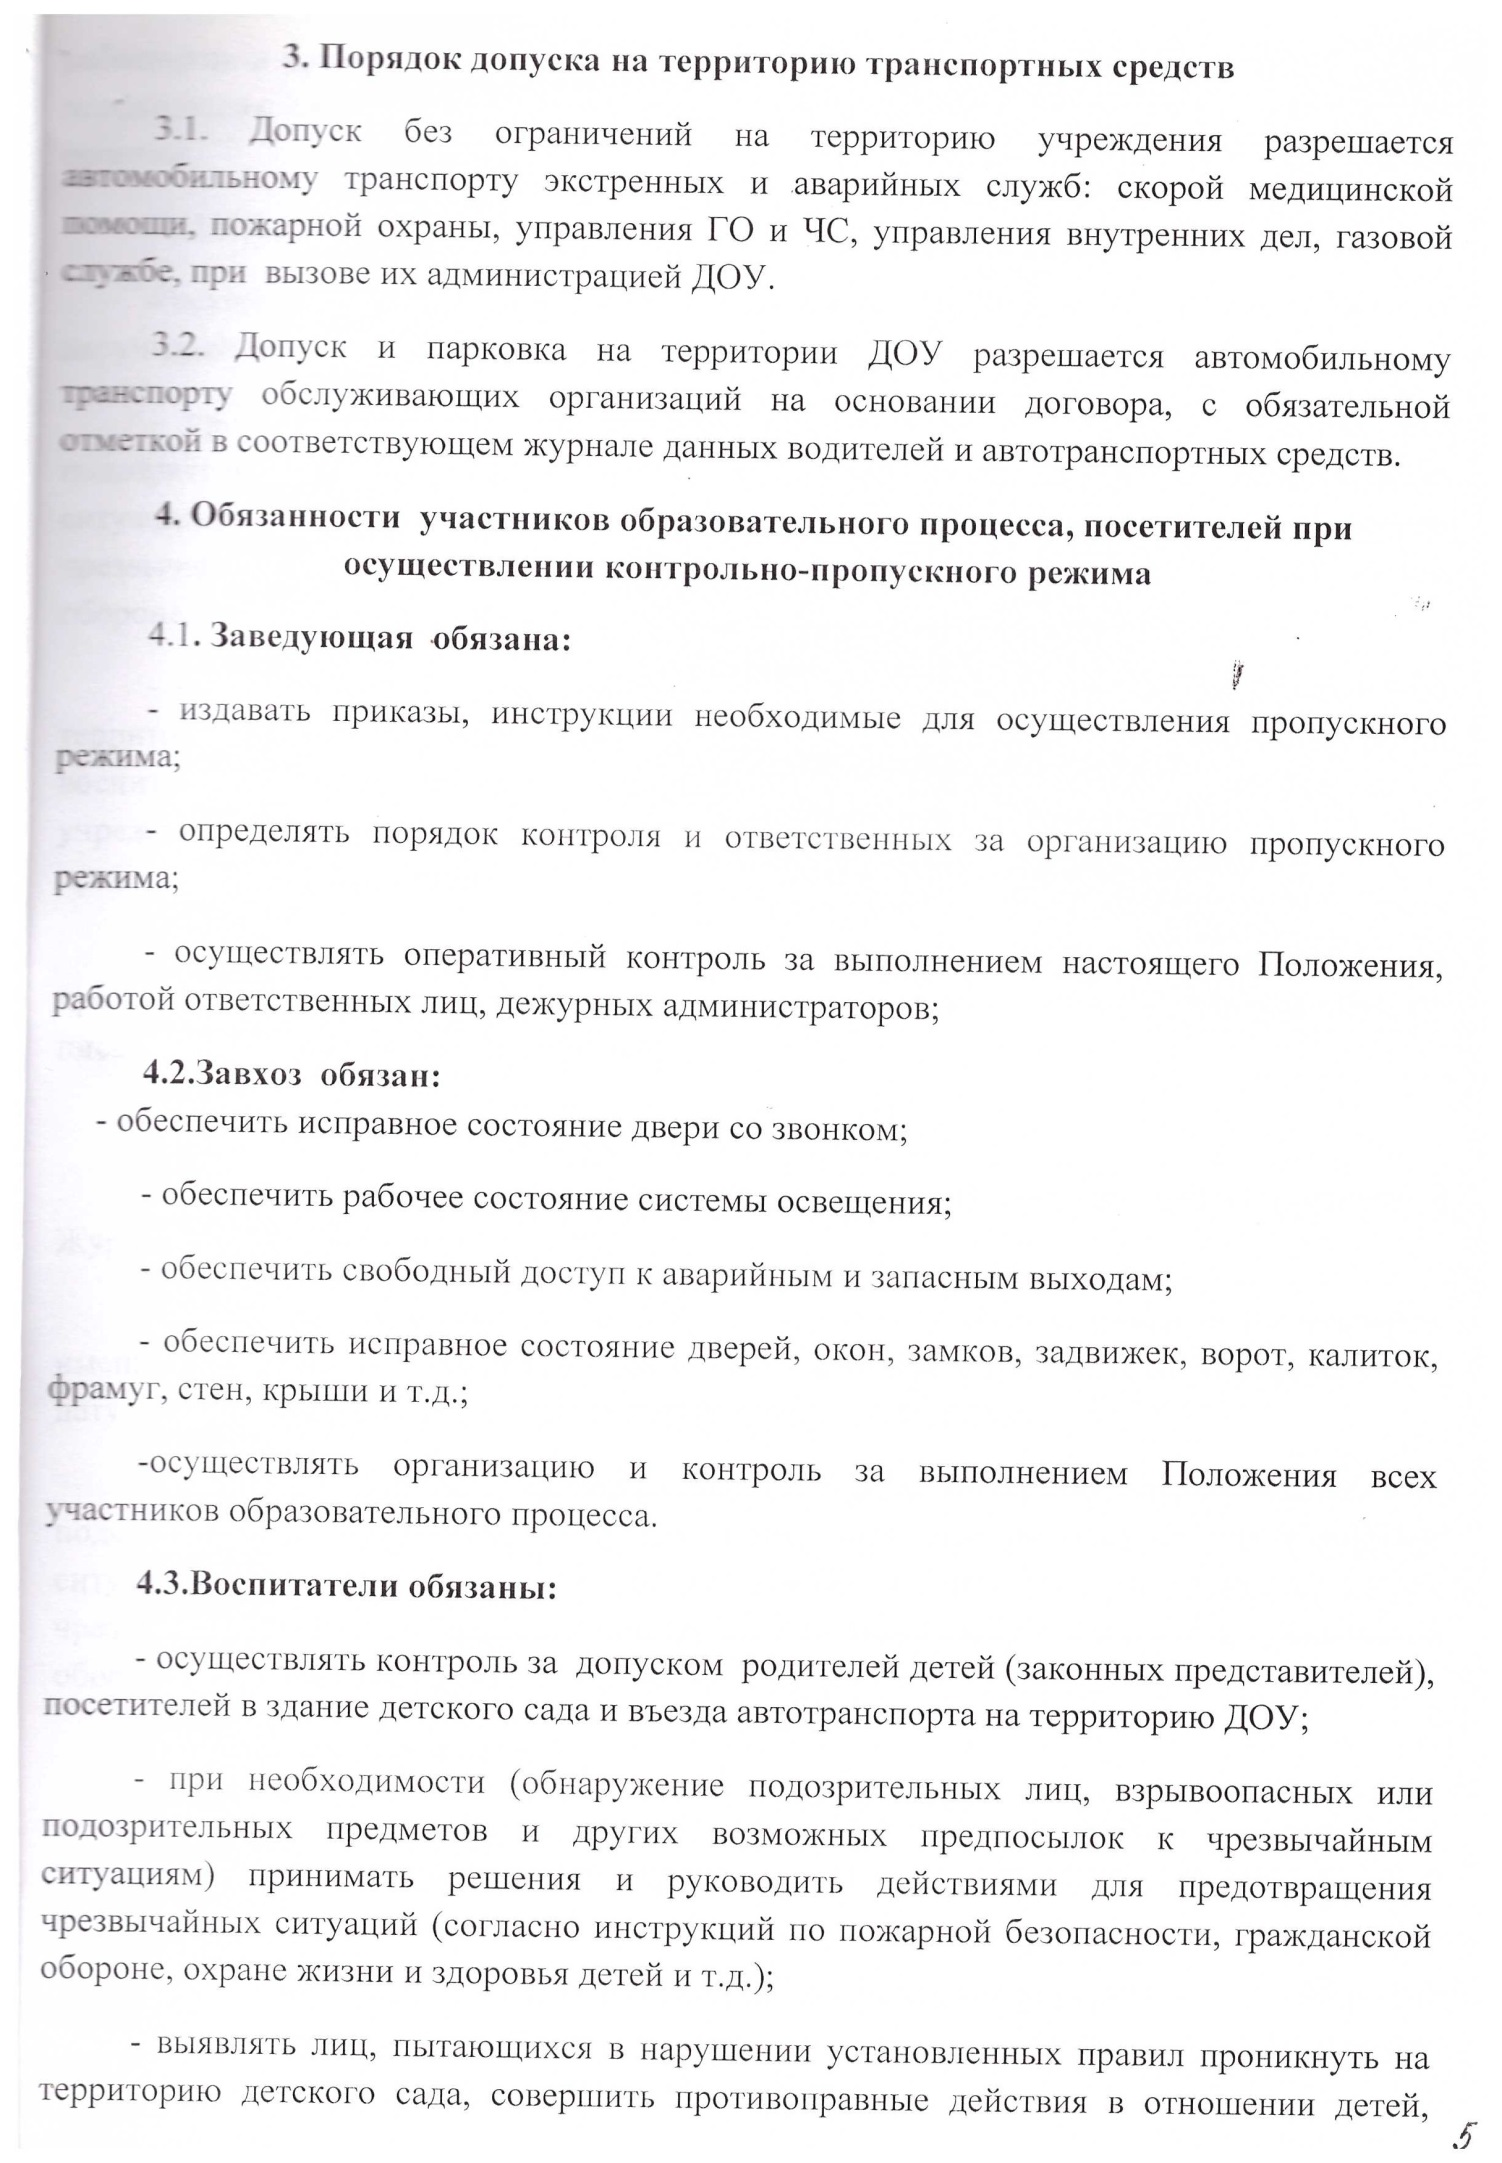 3. Порядок допуска на территорию транспортных средств
3.1. Допуск без ограничений на территорию учреждения разрешается
автомобильному транспорту экстренных и аварийных служб: скорой медицинской
помощи, пожарной охраны, управления ГО и ЧС, управления внутренних дел, газовой
службе, при вызове их администрацией ДОУ.
3.2. Допуск и парковка на территории ДОУ разрешается автомобильному
транспорту обслуживающих организаций на основании договора, с обязательной
отметкой в соответствующем журнале данных водителей и автотранспортных средств.
4. Обязанности участников образовательного процесса, посетителей при
осуществлении контрольно-пропускного режима
4.1. Заведующая обязана:
- издавать приказы, инструкции необходимые для осуществления пропускного
режима;
- определять порядок контроля и ответственных за организацию пропускного
режима;
- осуществлять оперативный контроль за выполнением настоящего Положения,
работой ответственных лиц, дежурных администраторов;
4.2.Завхоз обязан:
- обеспечить исправное состояние двери со звонком;
- обеспечить рабочее состояние системы освещения;
- обеспечить свободный доступ к аварийным и запасным выходам;
- обеспечить исправное состояние дверей, окон, замков, задвижек, ворот, калиток,
фрамуг, стен, крыши и т.д.;
-осуществлять организацию и контроль за выполнением Положения всех
участников образовательного процесса.
4.3.Воспитатели обязаны:
- осуществлять контроль за допуском родителей детей (законных представителей),
посетителей в здание детского сада и въезда автотранспорта на территорию ДОУ;
- при необходимости (обнаружение подозрительных лиц, взрывоопасных или
подозрительных предметов и других возможных предпосылок к чрезвычайным
ситуациям) принимать решения и руководить действиями для предотвращения
чрезвычайных ситуаций (согласно инструкций по пожарной безопасности, гражданской
обороне, охране жизни и здоровья детей и т.д.);
- выявлять лиц, пытающихся в нарушении установленных правил проникнуть на
территорию детского сада, совершить противоправные действия в отношении детей,
5